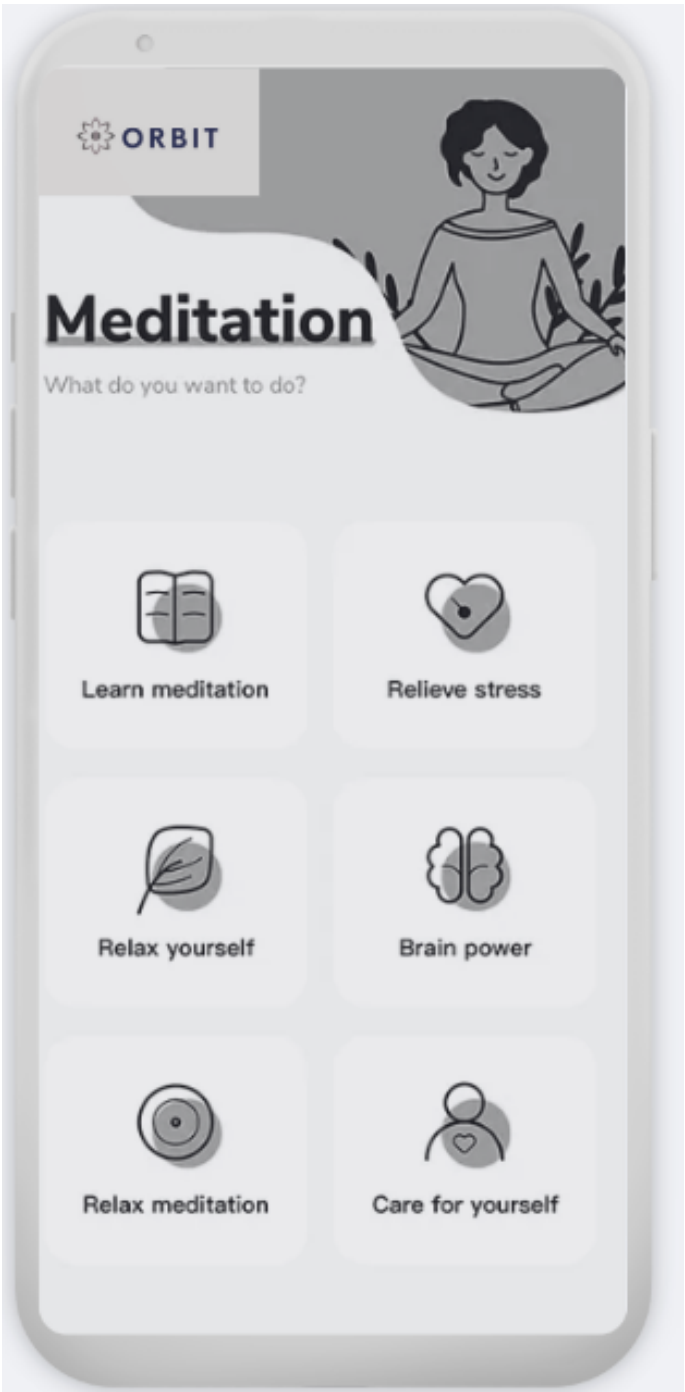 ORBIT
Meditation
What do you want to do?
Learn meditation
Relieve stress
Relax yourself
Brain power
Relax meditation
Care for yourself